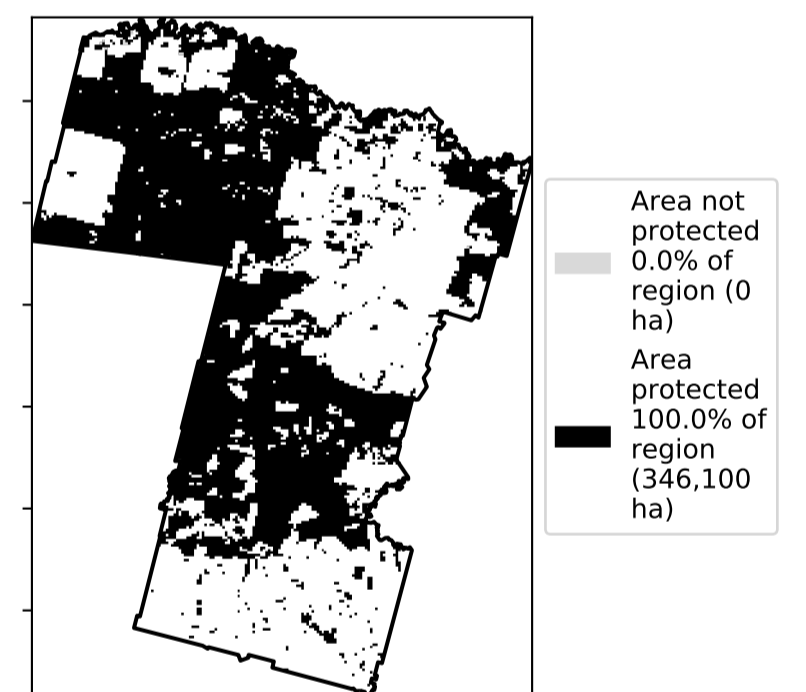 Area not
protected
0.0% of
region (0
ha)
Area
protected
100.0% of
region
(346,100
ha)